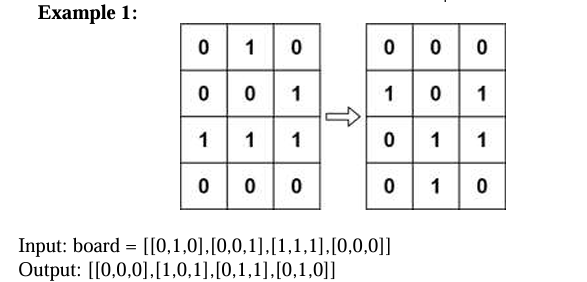 Example 1:
0 1 0 0 0 0
0 0 1 1 0 1
1 1 1 0 1 1
0 0 0 0 1 0
Input: board = [[0,1,0],[0,0,1],[1,1,1],[0,0,0]]
Output: [[0,0,0],[1,0,1],[0,1,1],[0,1,0]]